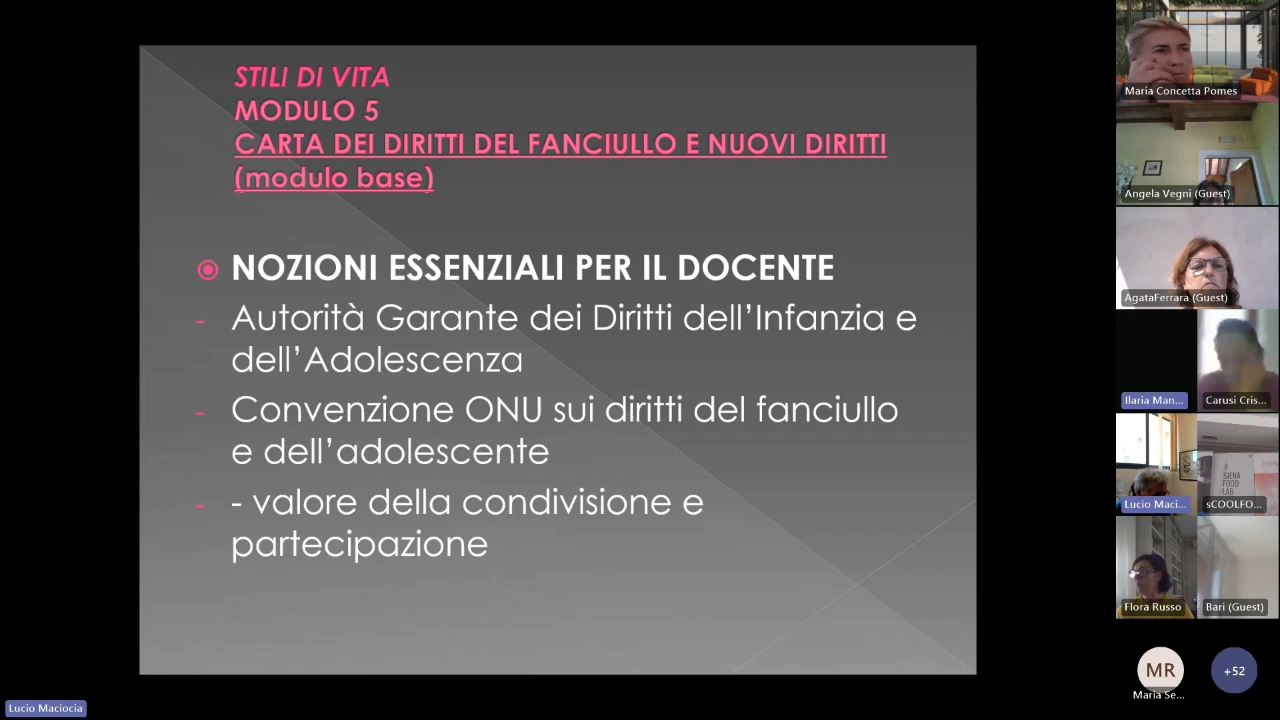 STILI DI VITA
MODULO 5
CARTA DEI DIRITTI DEL FANCIULLO E NUOVI DIRITTI
(modulo base)
NOZIONI ESSENZIALI PER IL DOCENTE
- Autorità Garante dei Diritti dell’Infanzia e
dell’Adolescenza
- Convenzione ONU sui diritti del fanciullo
e dell’adolescente
- - valore della condivisione e
partecipazione
Maria Concetta Pomes
Angela Vegni (Guest)
AgataFerrara (Guest)
Ilaria Man...
Carusi Cris...
SIENA
FOOD
LAB
Lucio Maci...
sCOOLFO...
Flora Russo
Bari (Guest)
MR
Maria Se...
+52
Lucio Maciocia